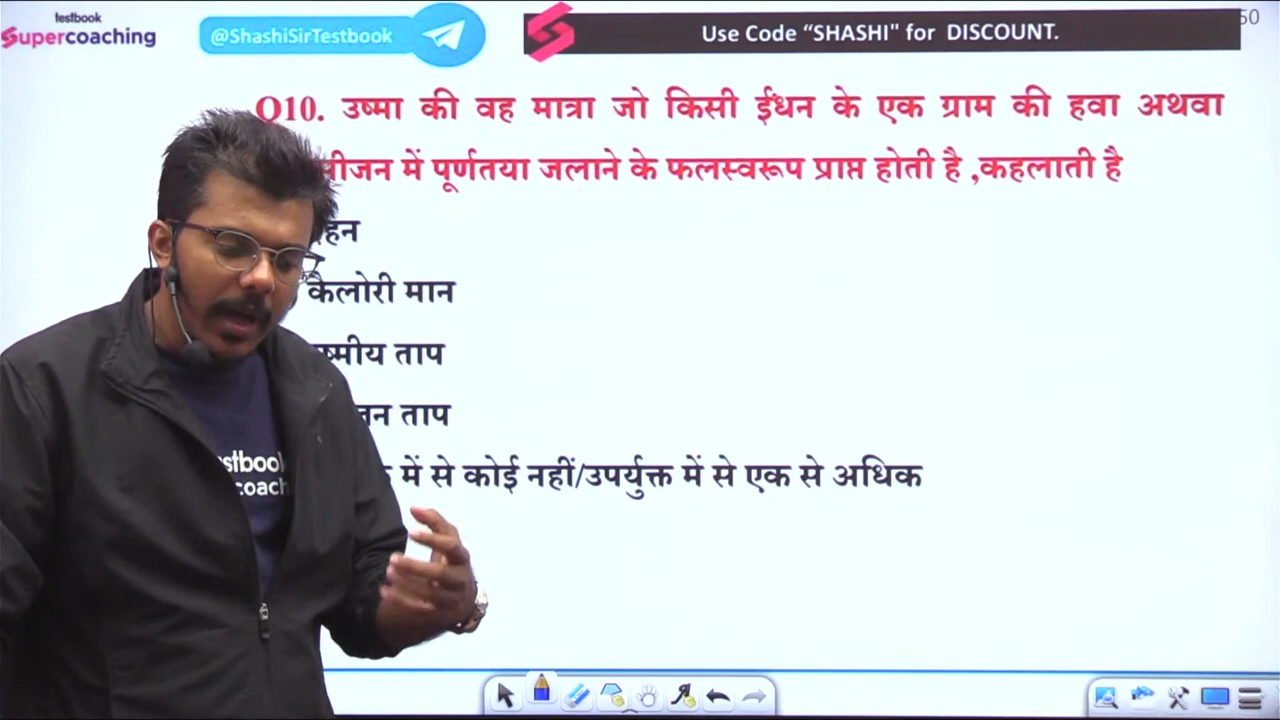 testbook
Supercoaching
@ShashiSirTestbook
Use Code “SHASHI" for DISCOUNT.
50
Q10. उष्मा की वह मात्रा जो किसी ईंधन के एक ग्राम की हवा अथवा
में पूर्णतया जलाने के फलस्वरूप प्राप्त होती है ,कहलाती है
कैलोरी मान
ताप
ताप
में से कोई नहीं/उपर्युक्त में से एक से अधिक